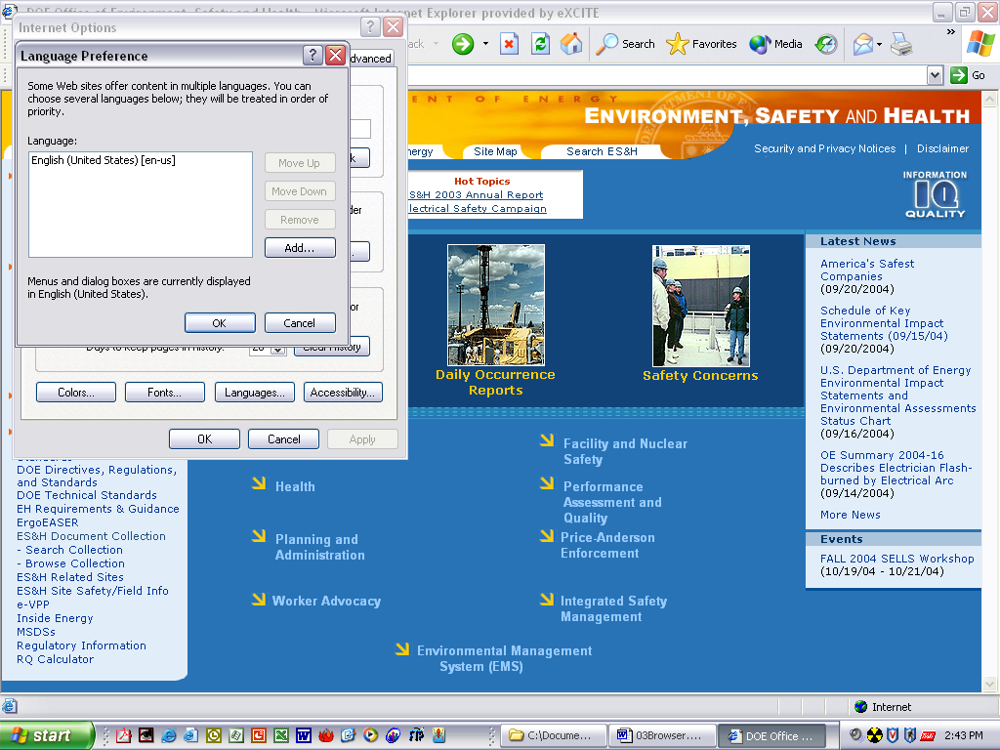 DOE Office of Environment, Safety and Health - Microsoft Internet Explorer provided by eXCITE
Internet Options
Language Preference
Advanced
Some Web sites offer content in multiple languages. You can
choose several languages below; they will be treated in order of
priority.
Language:
English (United States) [en-us]
Move Up
Move Down
Remove
Add...
Menus and dialog boxes are currently displayed
in English (United States).
OK
Cancel
Days to keep pages in history:
20
Clear History
Colors...
Fonts...
Languages...
Accessibility...
OK
Cancel
Apply
Search
Favorites
Media
Go
ENT OF ENERGY
ENVIRONMENT, SAFETY AND HEALTH
nergy
Site Map
Search ES&H
Security and Privacy Notices | Disclaimer
Hot Topics
S&H 2003 Annual Report
lectrical Safety Campaign
INFORMATION
IQ
QUALITY
Daily Occurrence
Reports
Safety Concerns
Latest News
America's Safest
Companies
(09/20/2004)
Schedule of Key
Environmental Impact
Statements (09/15/04)
(09/20/2004)
U.S. Department of Energy
Environmental Impact
Statements and
Environmental Assessments
Status Chart
(09/16/2004)
OE Summary 2004-16
Describes Electrician Flash-
burned by Electrical Arc
(09/14/2004)
More News
Events
FALL 2004 SELLS Workshop
(10/19/04 - 10/21/04)
Standards
DOE Directives, Regulations,
and Standards
DOE Technical Standards
EH Requirements & Guidance
ErgoEASER
ES&H Document Collection
- Search Collection
- Browse Collection
ES&H Related Sites
ES&H Site Safety/Field Info
e-VPP
Inside Energy
MSDSs
Regulatory Information
RQ Calculator
Health
Planning and
Administration
Worker Advocacy
Facility and Nuclear
Safety
Performance
Assessment and
Quality
Price-Anderson
Enforcement
Integrated Safety
Management
Environmental Management
System (EMS)
Internet
start
C:\Docume...
03Browser....
DOE Office ...
2:43 PM